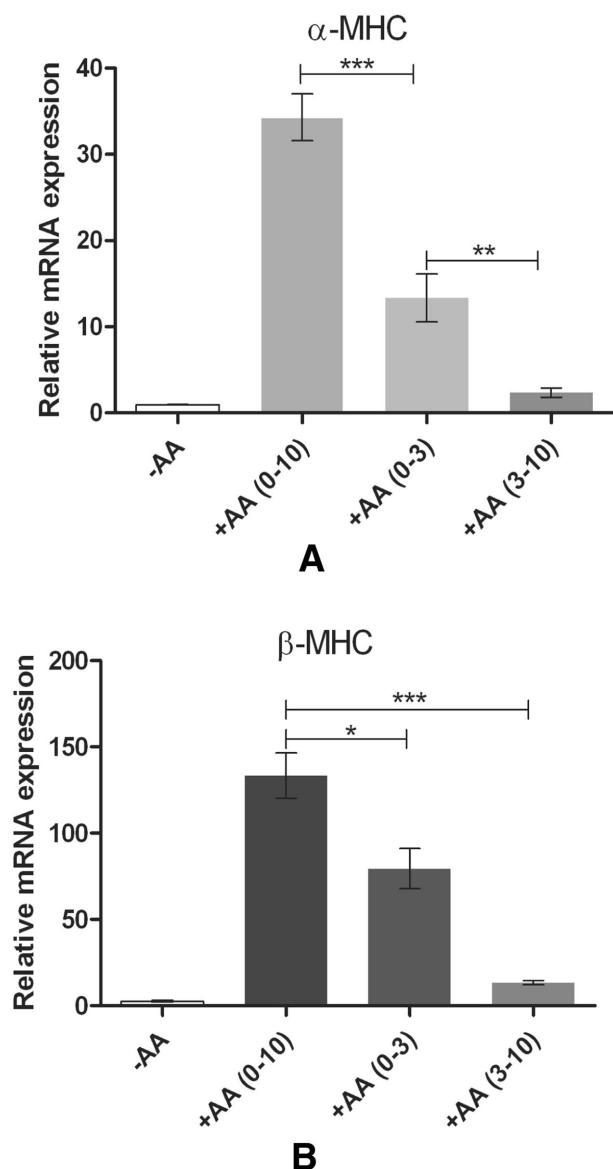 α-MHC
Relative mRNA expression
40
30
20
10
0
***
**
-AA
+AA (0-10)
+AA (0-3)
+AA (3-10)
A
β-MHC
Relative mRNA expression
200
150
100
50
0
***
*
-AA
+AA (0-10)
+AA (0-3)
+AA (3-10)
B